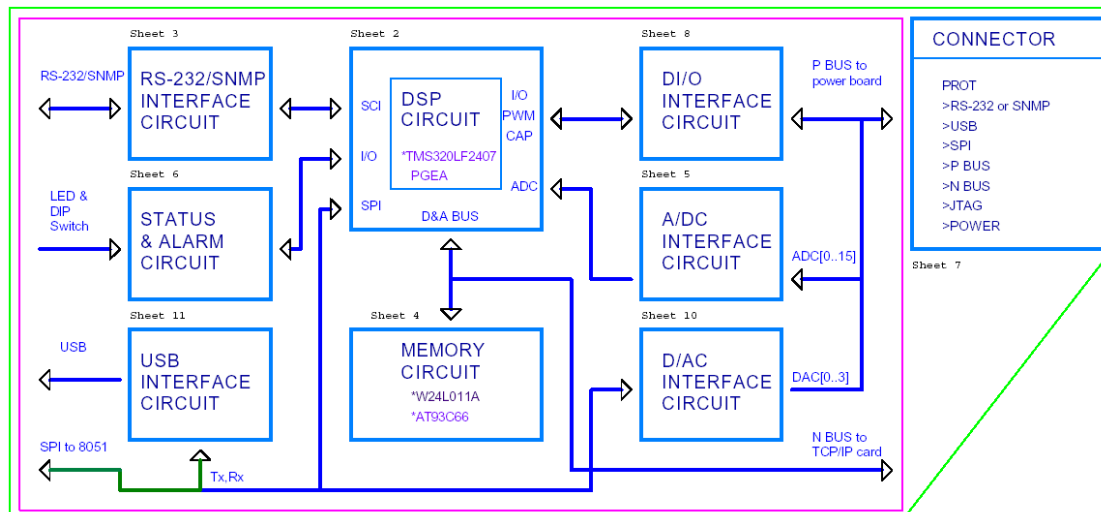 Sheet 3
RS-232/SNMP
RS-232/SNMP
INTERFACE
CIRCUIT
Sheet 2
SCI
I/O
SPI
DSP
CIRCUIT
*TMS320LF2407
PGEA
I/O
PWM
CAP
ADC
D&A BUS
Sheet 8
DI/O
INTERFACE
CIRCUIT
P BUS to
power board
CONNECTOR
PROT
>RS-232 or SNMP
>USB
>SPI
>P BUS
>N BUS
>JTAG
>POWER
Sheet 7
Sheet 6
LED &
DIP
Switch
STATUS
& ALARM
CIRCUIT
Sheet 5
A/DC
INTERFACE
CIRCUIT
ADC[0..15]
Sheet 11
USB
USB
INTERFACE
CIRCUIT
Sheet 4
MEMORY
CIRCUIT
*W24L011A
*AT93C66
Sheet 10
D/AC
INTERFACE
CIRCUIT
DAC[0..3]
SPI to 8051
Tx,Rx
N BUS to
TCP/IP card